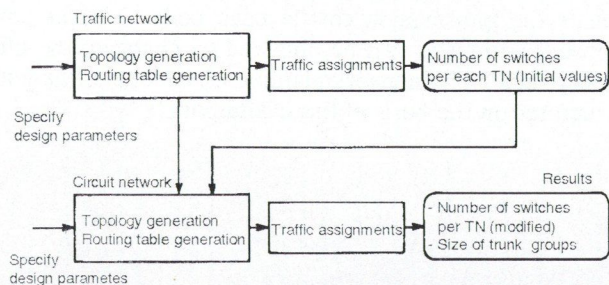 Traffic network
Topology generation
Routing table generation
Traffic assignments
Number of switches
per each TN (Initial values)
Specify
design parameters
Circuit network
Topology generation
Routing table generation
Traffic assignments
Results
- Number of switches
per TN (modified)
- Size of trunk groups
Specify
design parametes